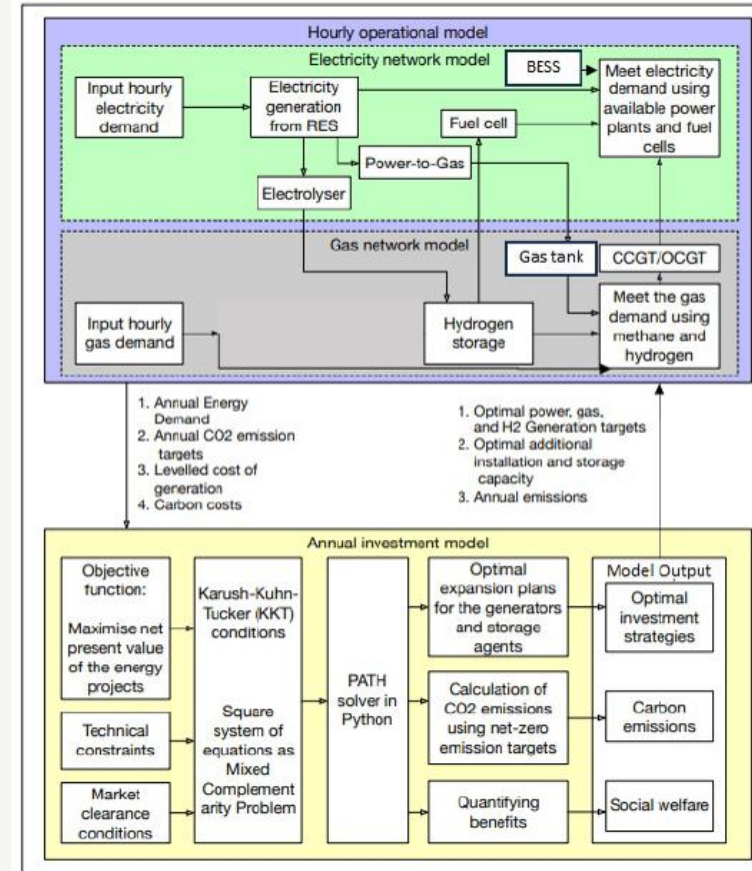 Hourly operational model
Electricity network model
Input hourly
electricity
demand
Electricity
generation
from RES
BESS
Meet electricity
demand using
available power
plants and fuel
cells
Fuel cell
Power-to-Gas
Electrolyser
Gas network model
Gas tank
CCGT/OCGT
Input hourly
gas demand
Hydrogen
storage
Meet the gas
demand using
methane and
hydrogen
1. Annual Energy
Demand
2. Annual CO2 emission
targets
3. Levelled cost of
generation
4. Carbon costs
1. Optimal power, gas,
and H2 Generation targets
2. Optimal additional
installation and storage
capacity
3. Annual emissions
Annual investment model
Objective
function:
Maximise net
present value
of the energy
projects
Technical
constraints
Market
clearance
conditions
Karush-Kuhn-
Tucker (KKT)
conditions
Square
system of
equations as
Mixed
Complement
arity Problem
PATH
solver in
Python
Optimal
expansion plans
for the generators
and storage
agents
Calculation of
CO2 emissions
using net-zero
emission targets
Quantifying
benefits
Model Output
Optimal
investment
strategies
Carbon
emissions
Social welfare